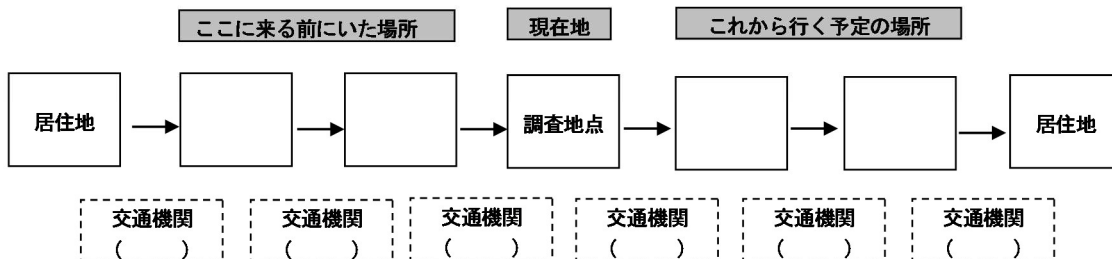 ここに来る前にいた場所 現在地 これから行く予定の場所
居住地 調査地点 居住地
交通機関 交通機関 交通機関 交通機関 交通機関 交通機関
(　　) (　　) (　　) (　　) (　　) (　　)